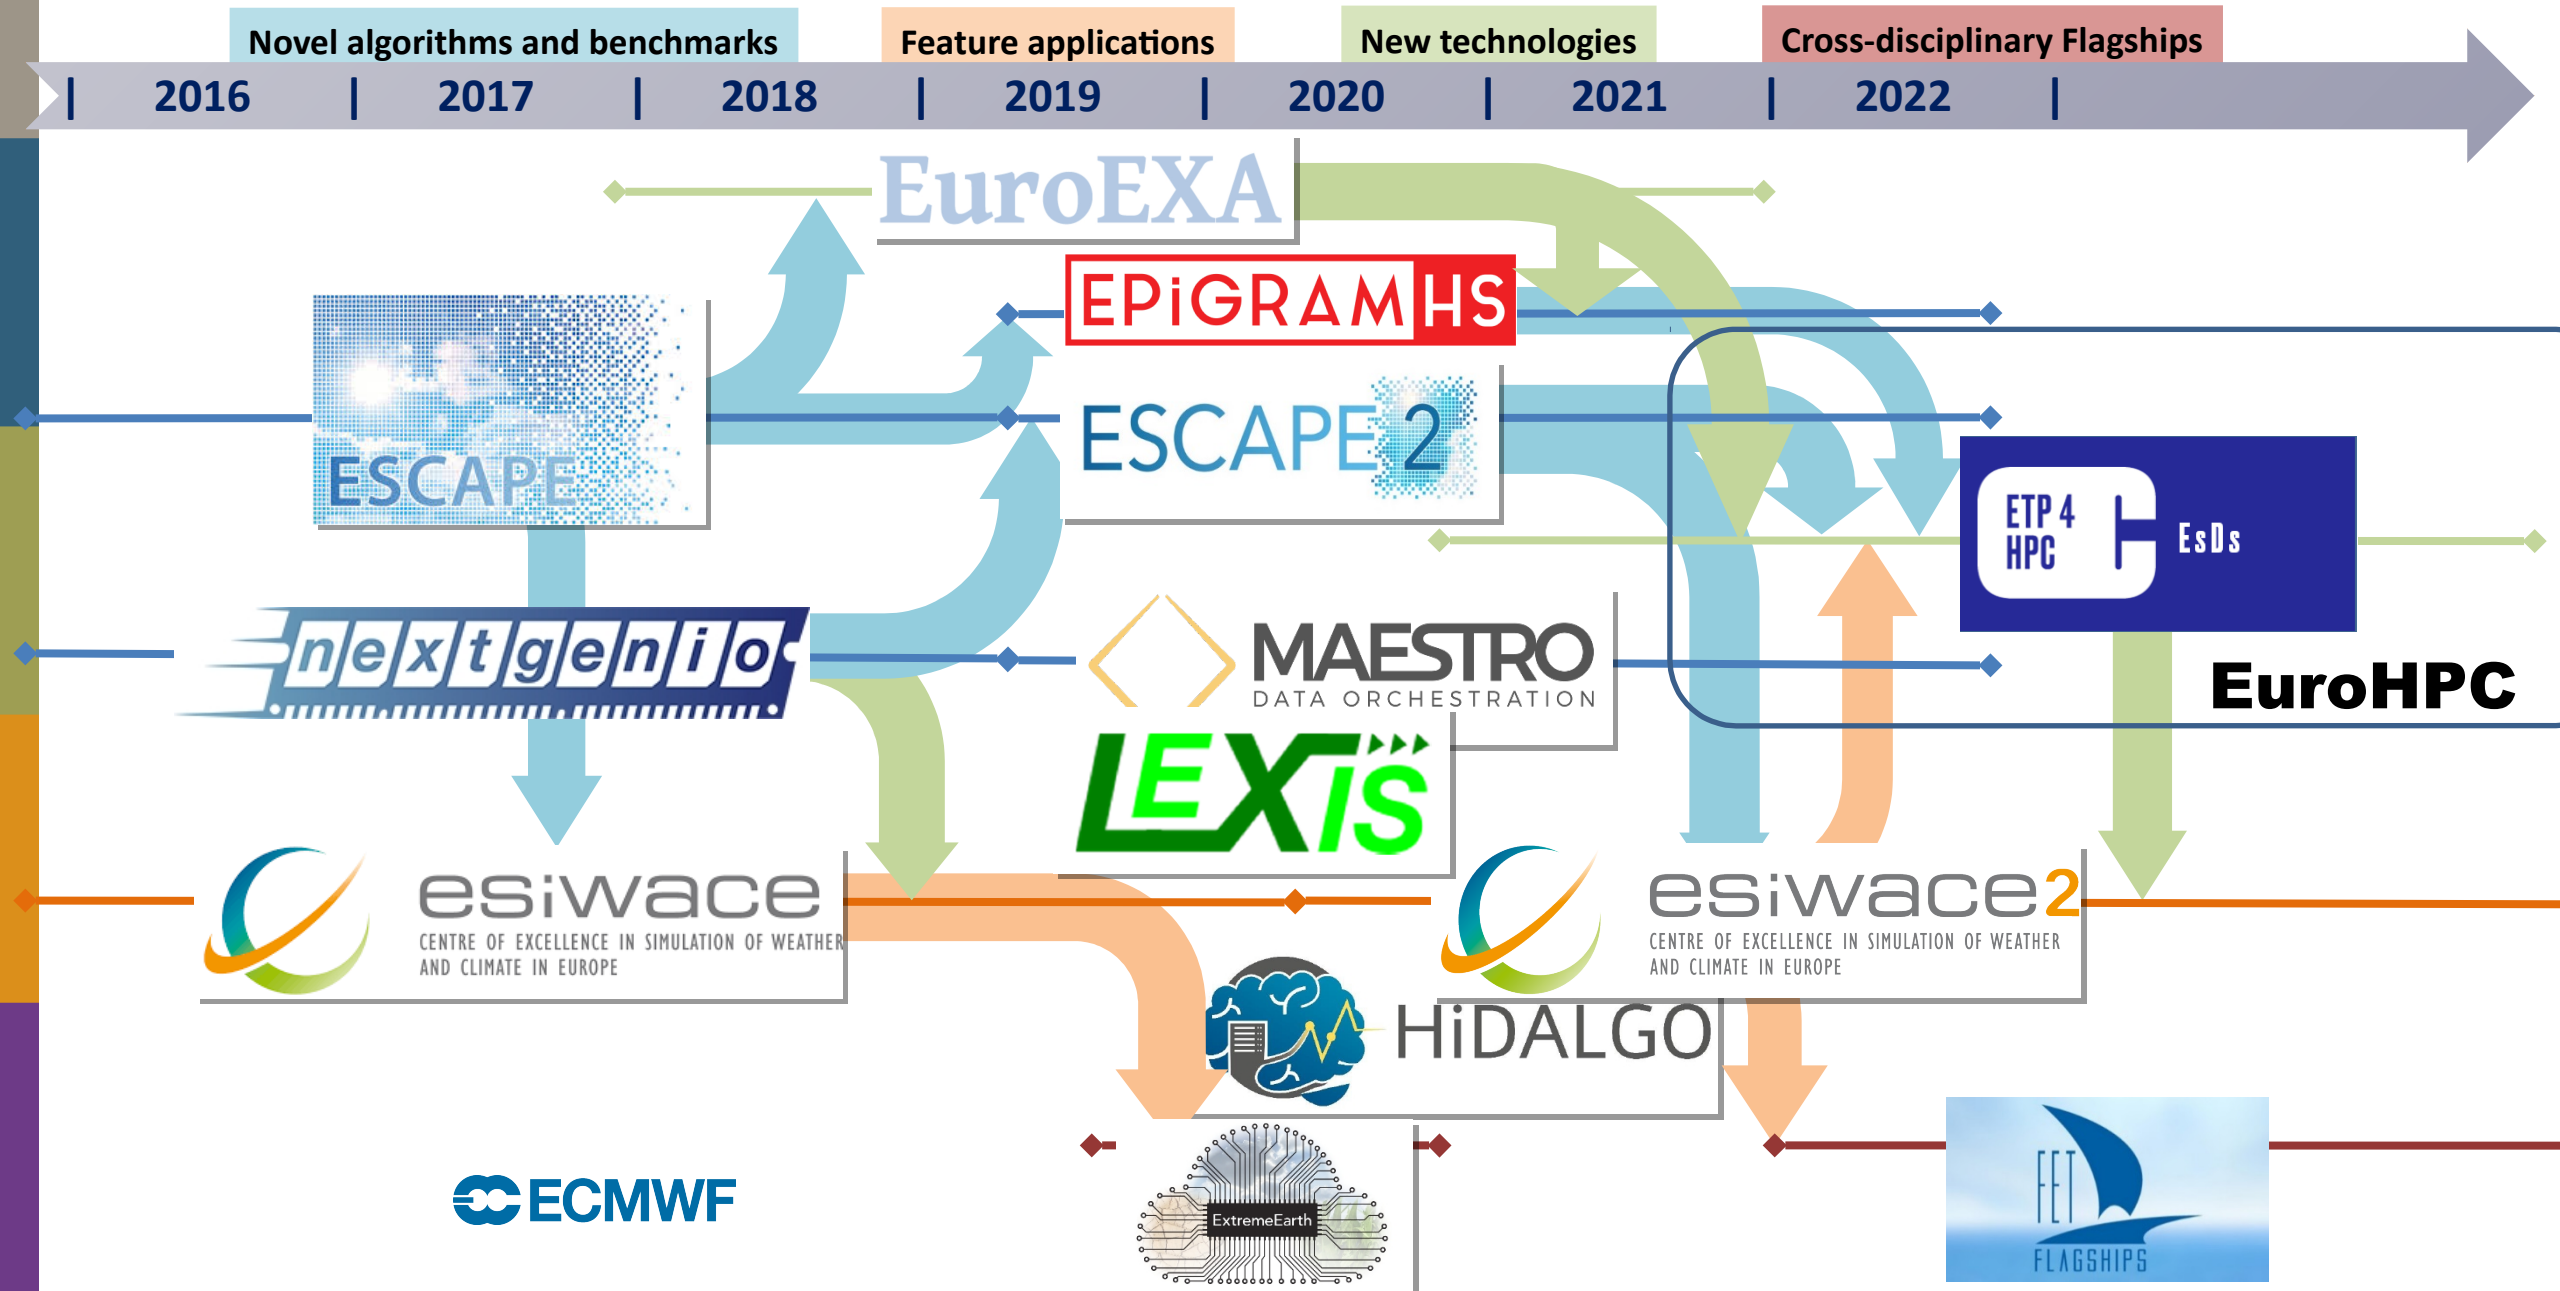 Novel algorithms and benchmarks
Feature applications
New technologies
Cross-disciplinary Flagships
| 2016 | 2017 | 2018 | 2019 | 2020 | 2021 | 2022 |
EuroEXA
EPiGRAM HS
ESCAPE
ESCAPE 2
ETP 4
HPC
EsDs
nextgenio
MAESTRO
DATA ORCHESTRATION
EuroHPC
LEXIS
esiwace
CENTRE OF EXCELLENCE IN SIMULATION OF WEATHER
AND CLIMATE IN EUROPE
esiwace2
CENTRE OF EXCELLENCE IN SIMULATION OF WEATHER
AND CLIMATE IN EUROPE
HiDALGO
ECMWF
ExtremeEarth
FET
FLAGSHIPS